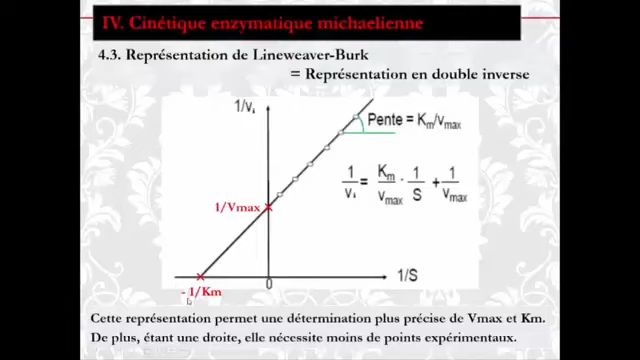 IV. Cinétique enzymatique michaelienne
4.3. Représentation de Lineweaver-Burk
= Représentation en double inverse
1/vᵢ
Pente = Km/vmax
1/vᵢ = Km/vmax · 1/S + 1/vmax
1/Vmax
0
1/S
- 1/Km
Cette représentation permet une détermination plus précise de Vmax et Km.
De plus, étant une droite, elle nécessite moins de points expérimentaux.